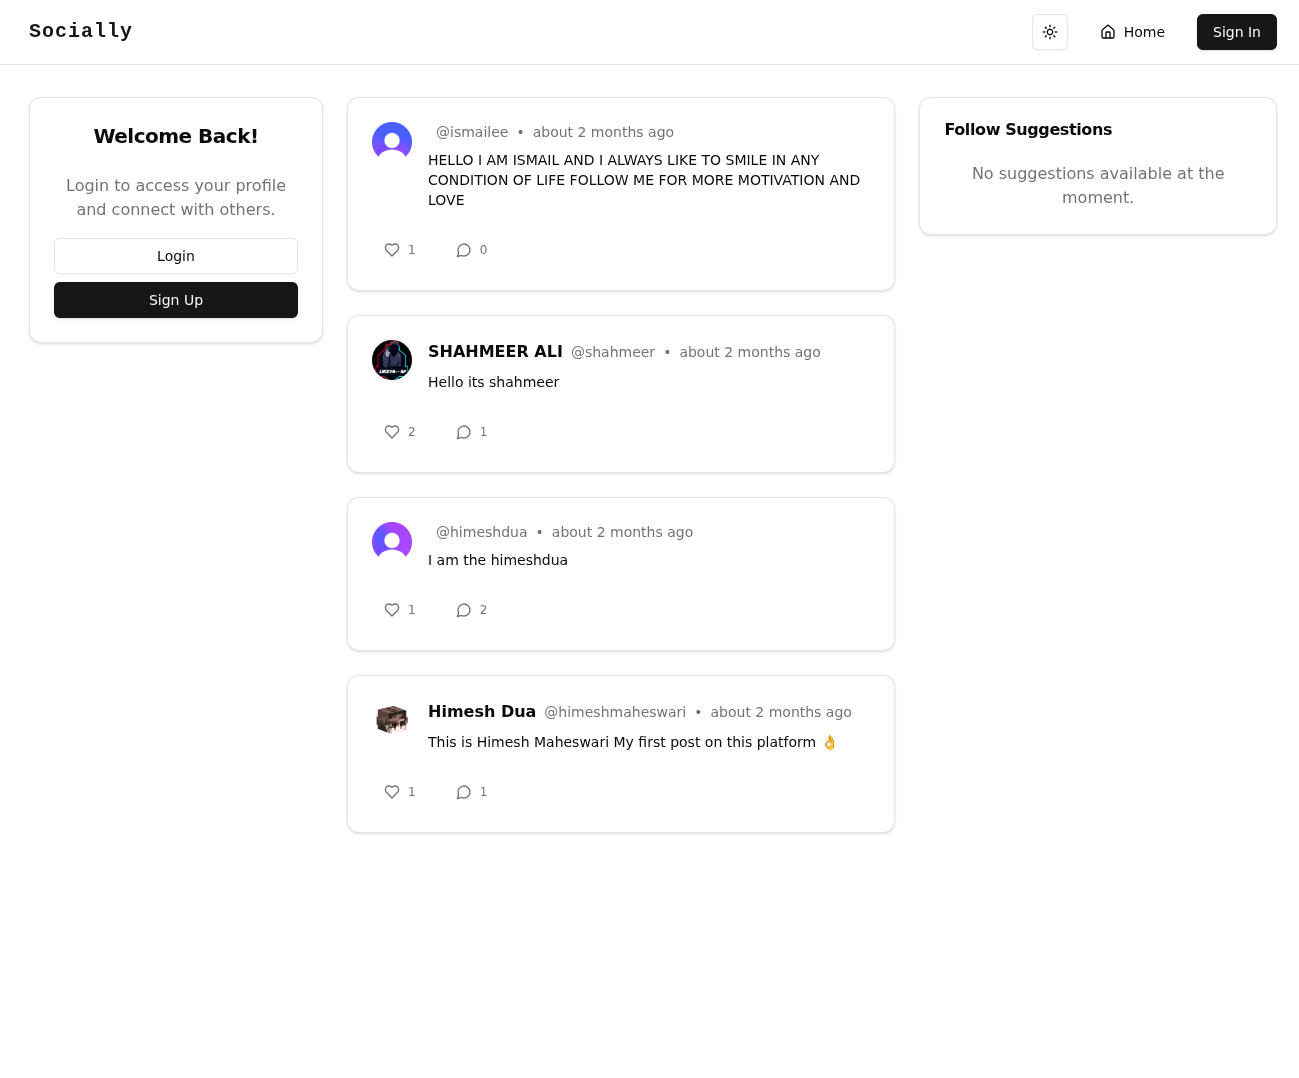 Socially
Home
Sign In
Welcome Back!
Login to access your profile
and connect with others.
Login
Sign Up
@ismailee • about 2 months ago
HELLO I AM ISMAIL AND I ALWAYS LIKE TO SMILE IN ANY
CONDITION OF LIFE FOLLOW ME FOR MORE MOTIVATION AND
LOVE
1 0
SHAHMEER ALI @shahmeer • about 2 months ago
Hello its shahmeer
2 1
@himeshdua • about 2 months ago
I am the himeshdua
1 2
Himesh Dua @himeshmaheswari • about 2 months ago
This is Himesh Maheswari My first post on this platform 👌
1 1
Follow Suggestions
No suggestions available at the
moment.